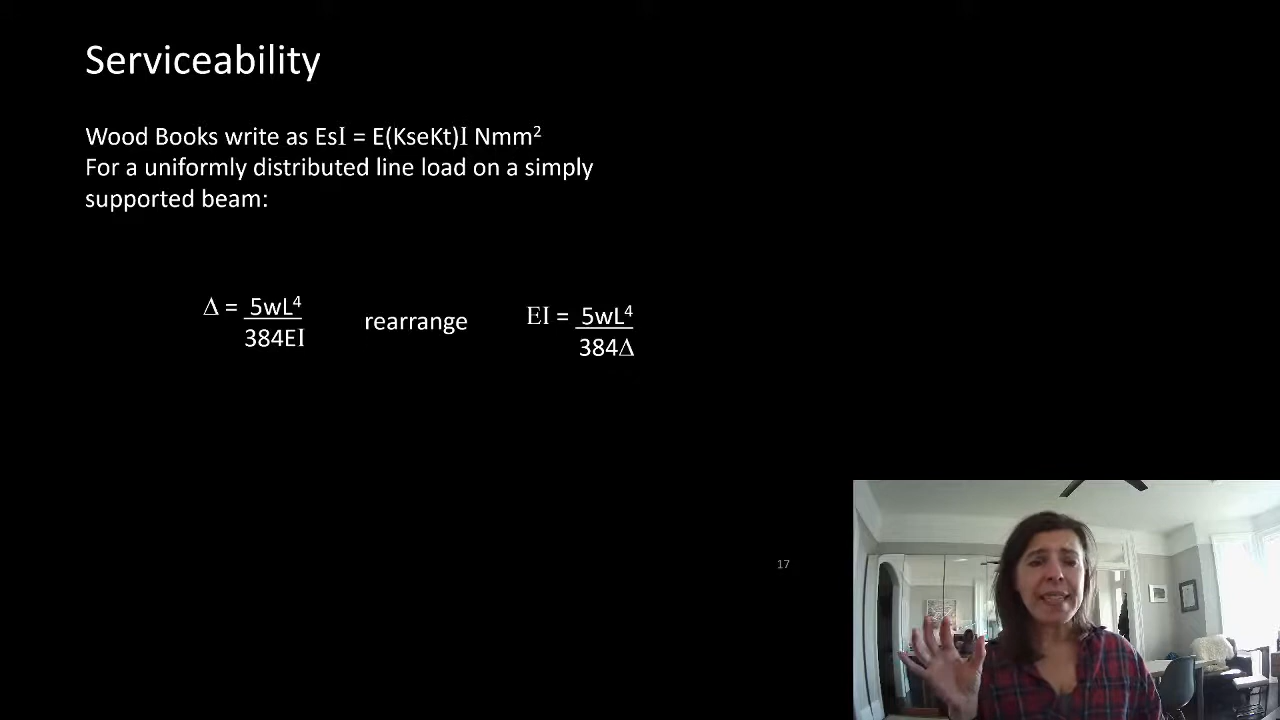 Serviceability
Wood Books write as EsI = E(KseKt)I Nmm²
For a uniformly distributed line load on a simply
supported beam:
Δ = 5wL⁴
384EI
rearrange
EI = 5wL⁴
384Δ
17